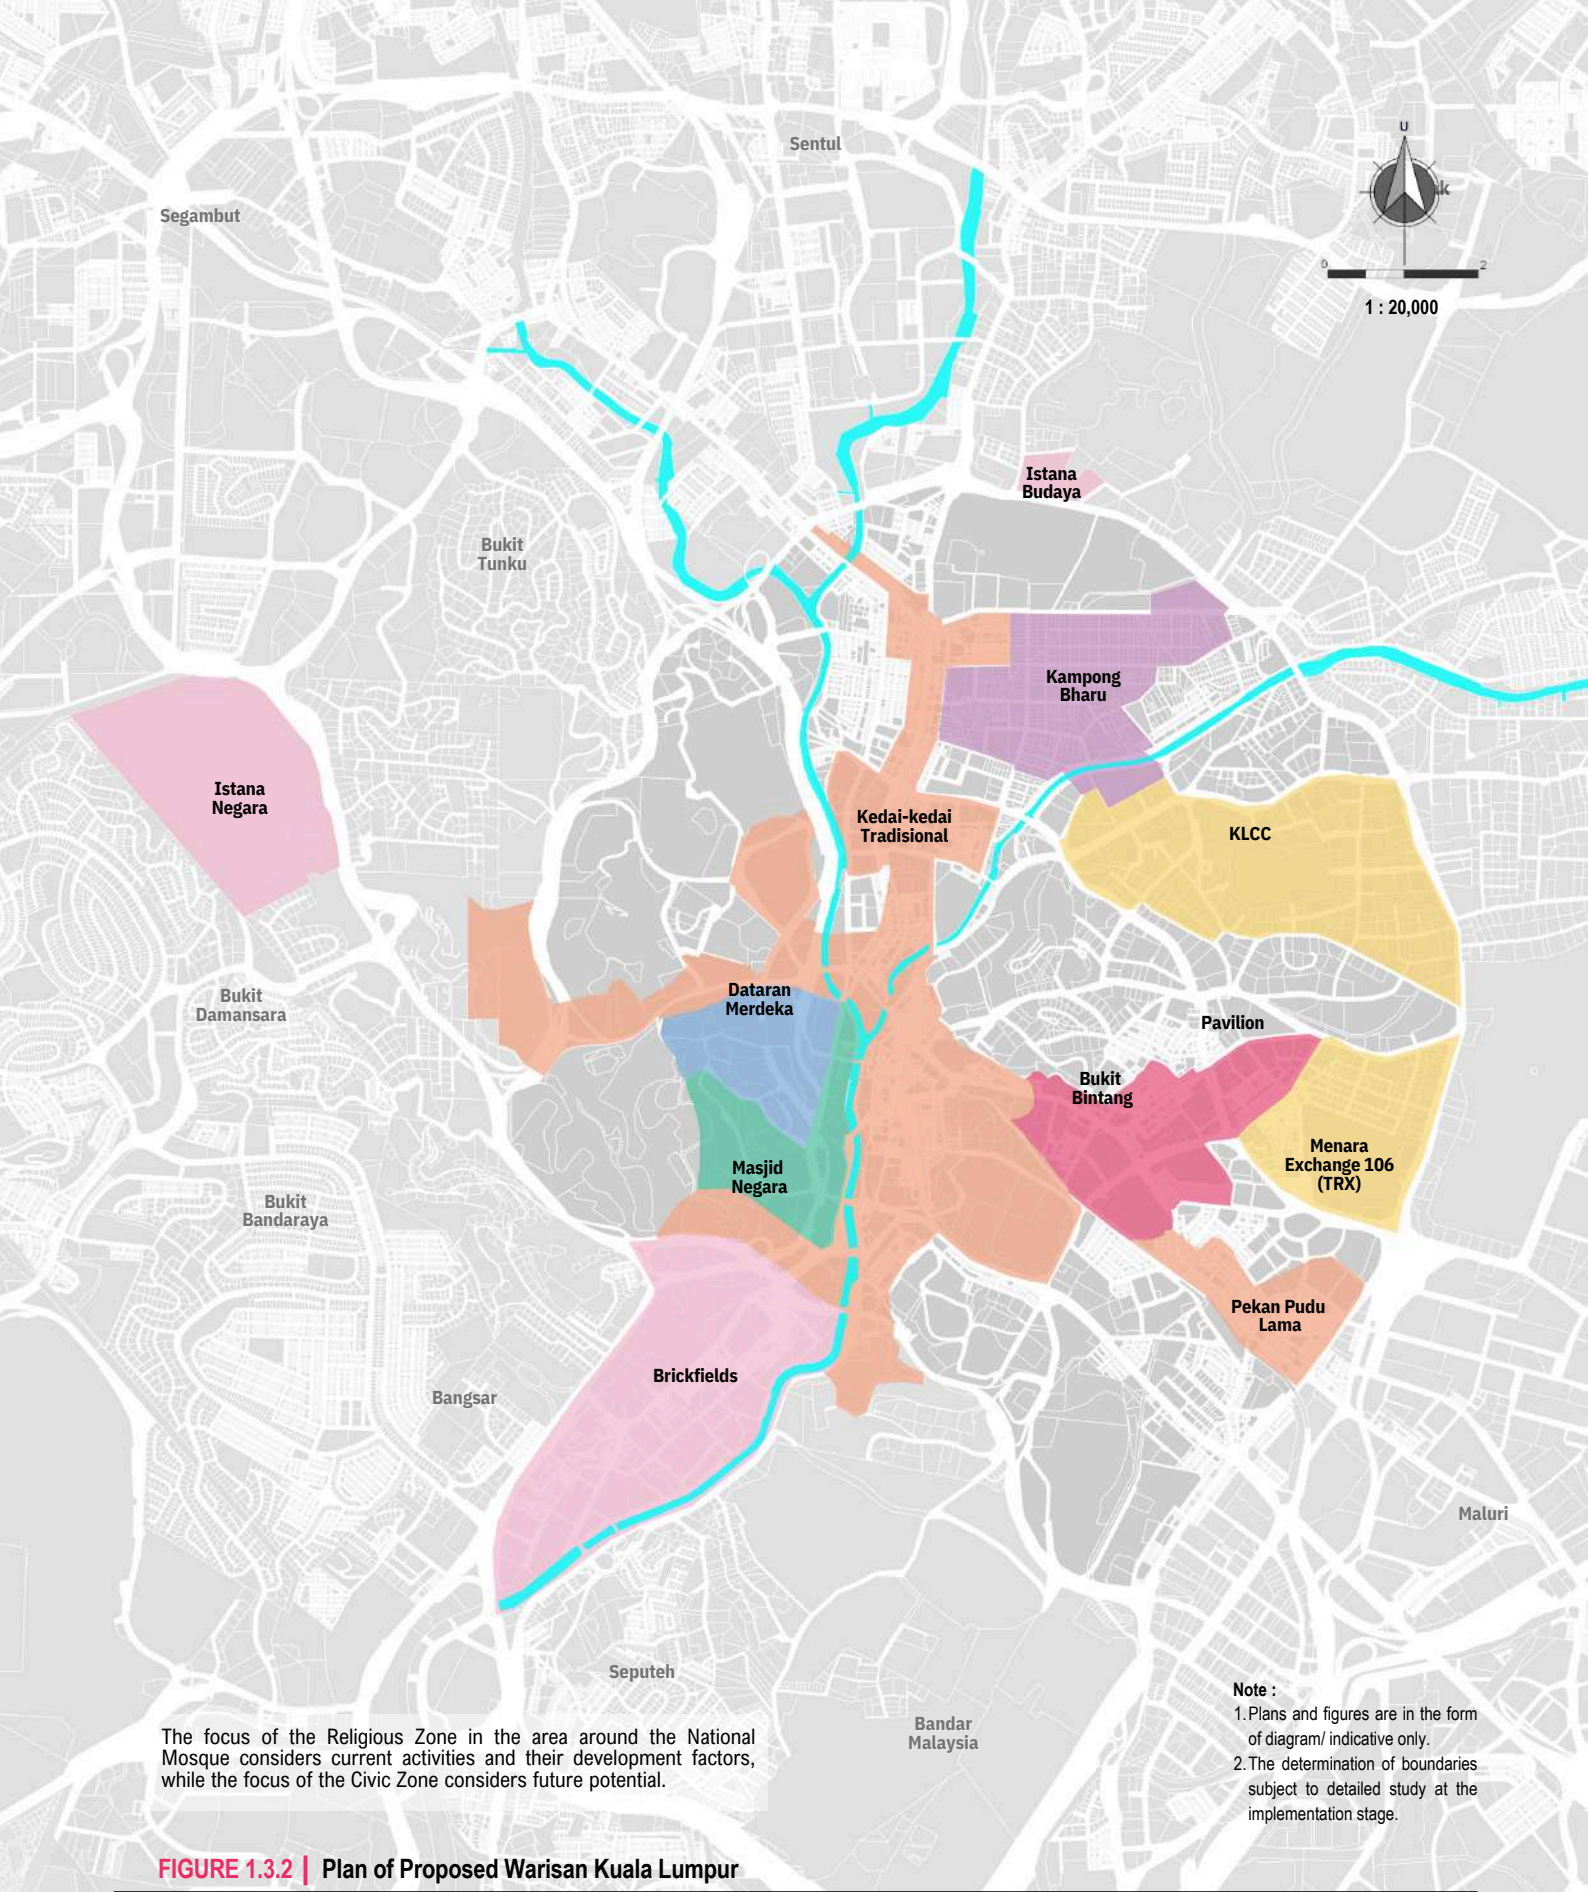 Sentul
U
Segambut
k
0 2
1 : 20,000
Istana
Budaya
Bukit
Tunku
Kampong
Bharu
Istana
Negara
Kedai-kedai
Tradisional
KLCC
Dataran
Merdeka
Bukit
Damansara
Pavilion
Bukit
Bintang
Menara
Exchange 106
(TRX)
Masjid
Negara
Bukit
Bandaraya
Pekan Pudu
Lama
Brickfields
Bangsar
Maluri
Seputeh
Bandar
Malaysia
Note :
1. Plans and figures are in the form
of diagram/ indicative only.
2. The determination of boundaries
subject to detailed study at the
implementation stage.
The focus of the Religious Zone in the area around the National
Mosque considers current activities and their development factors,
while the focus of the Civic Zone considers future potential.
FIGURE 1.3.2 | Plan of Proposed Warisan Kuala Lumpur